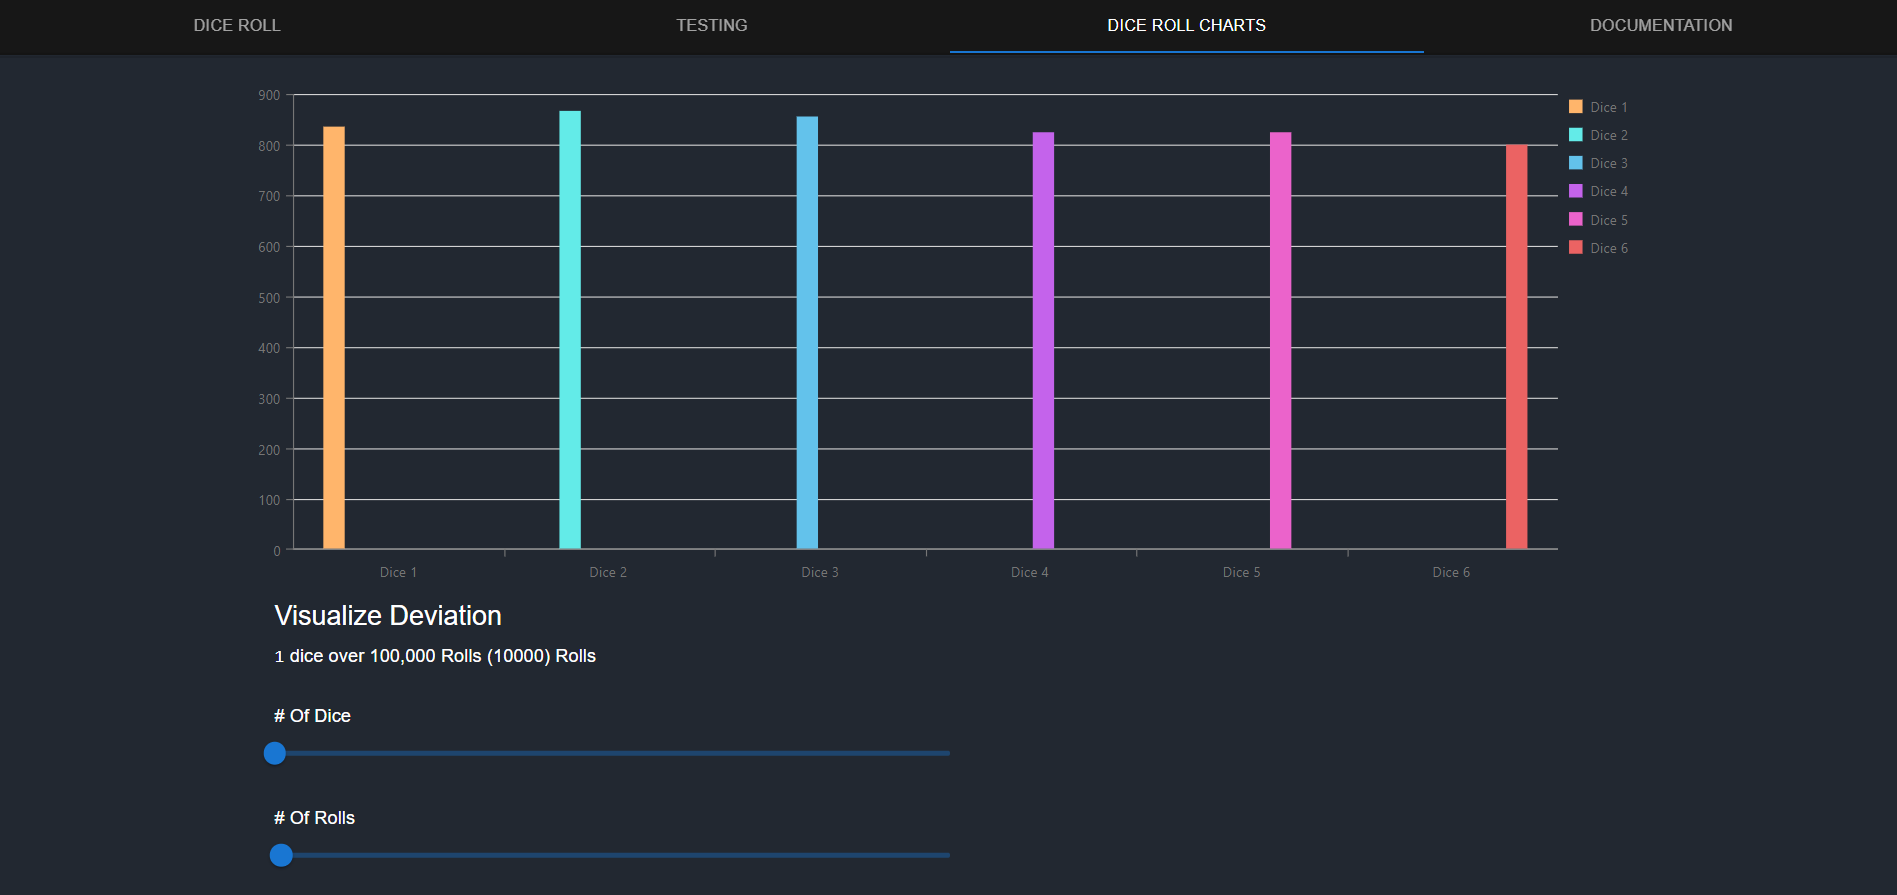 DICE ROLL TESTING DICE ROLL CHARTS DOCUMENTATION
900
800
700
600
500
400
300
200
100
0
Dice 1 Dice 2 Dice 3 Dice 4 Dice 5 Dice 6
Dice 1
Dice 2
Dice 3
Dice 4
Dice 5
Dice 6
Visualize Deviation
1 dice over 100,000 Rolls (10000) Rolls
# Of Dice
# Of Rolls